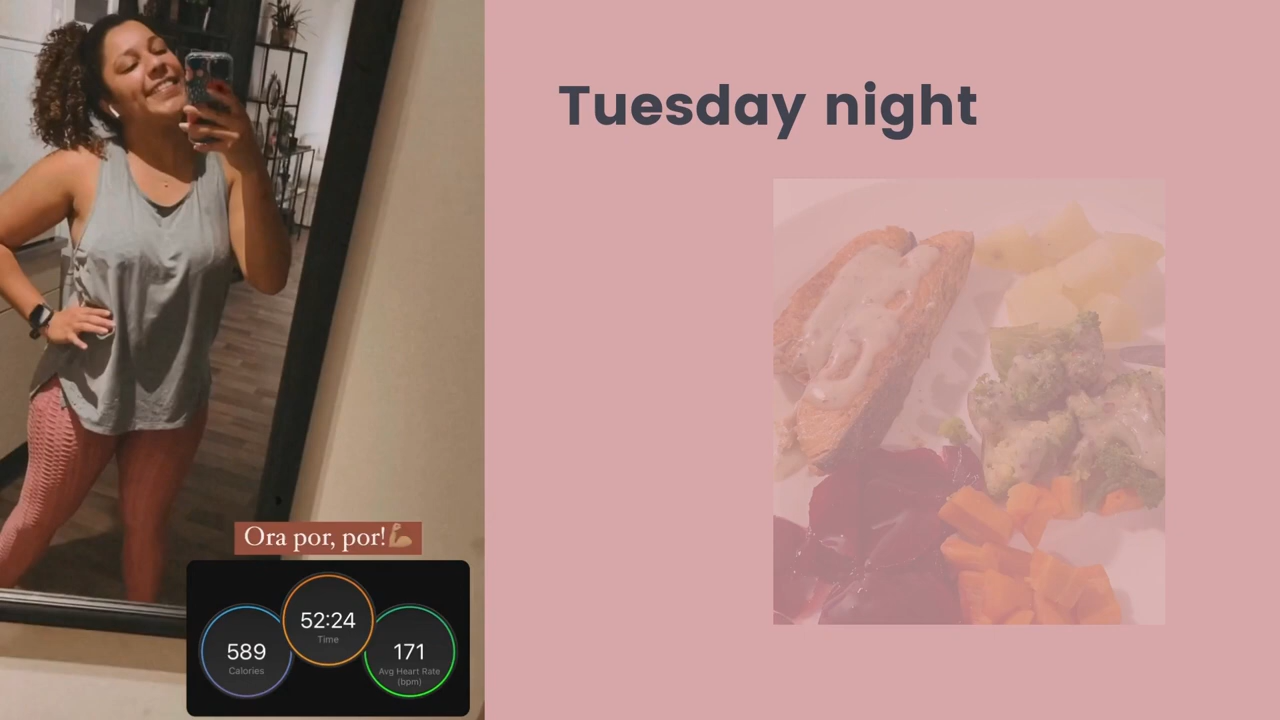 Tuesday night
Ora por, por!💪🏽
52:24
Time
589
Calories
171
Avg Heart Rate
(bpm)